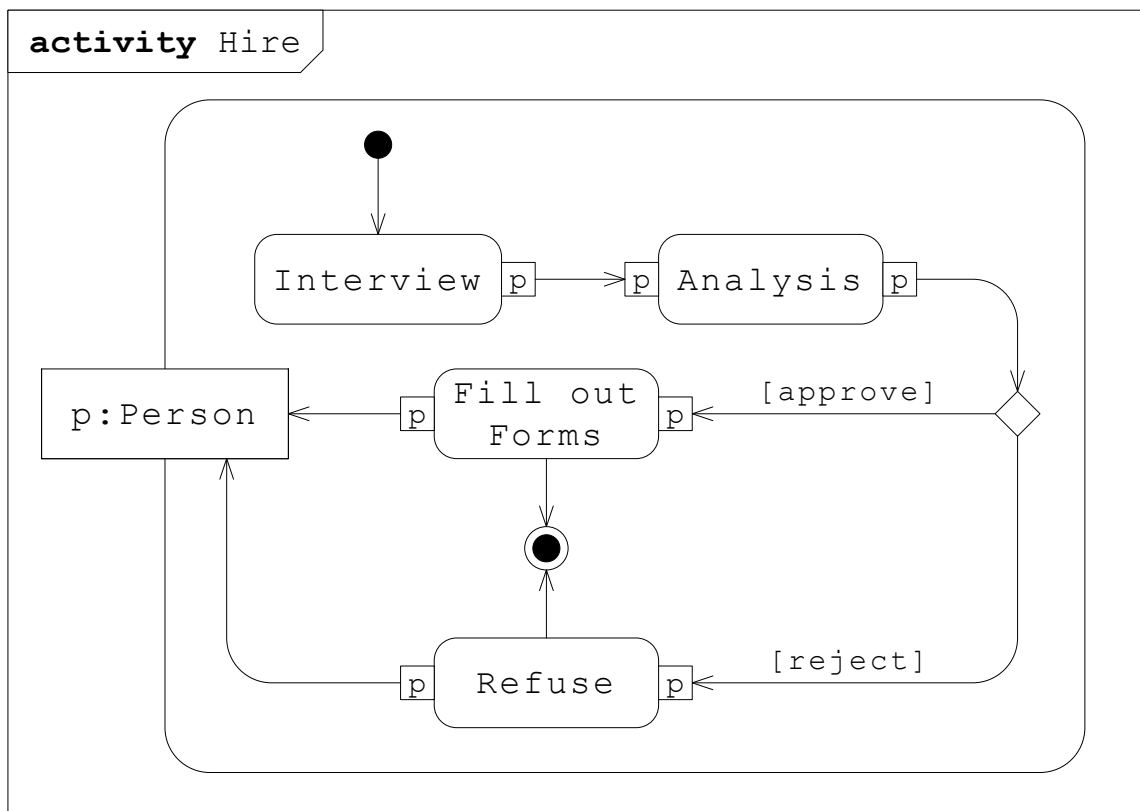 activity Hire
Interview p p Analysis p
p:Person p Fill out p [approve]
Forms
p Refuse p [reject]